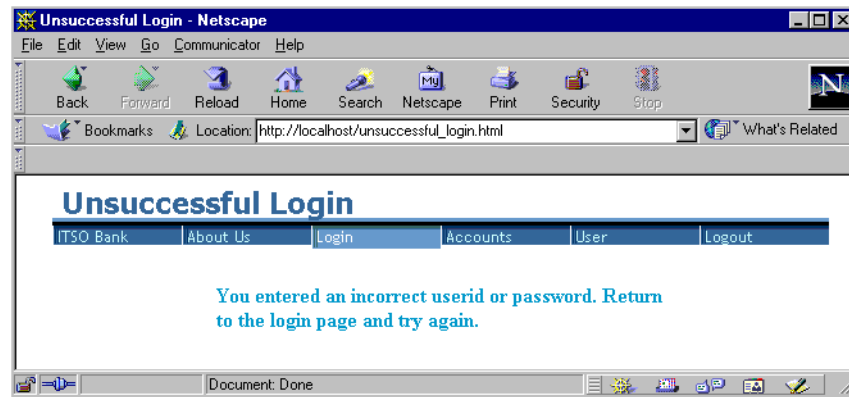 Unsuccessful Login - Netscape
File Edit View Go Communicator Help
Back Forward Reload Home Search My Netscape Print Security Stop N
Bookmarks Location: http://localhost/unsuccessful_login.html What's Related
Unsuccessful Login
ITSO Bank About Us Login Accounts User Logout
You entered an incorrect userid or password. Return
to the login page and try again.
Document: Done